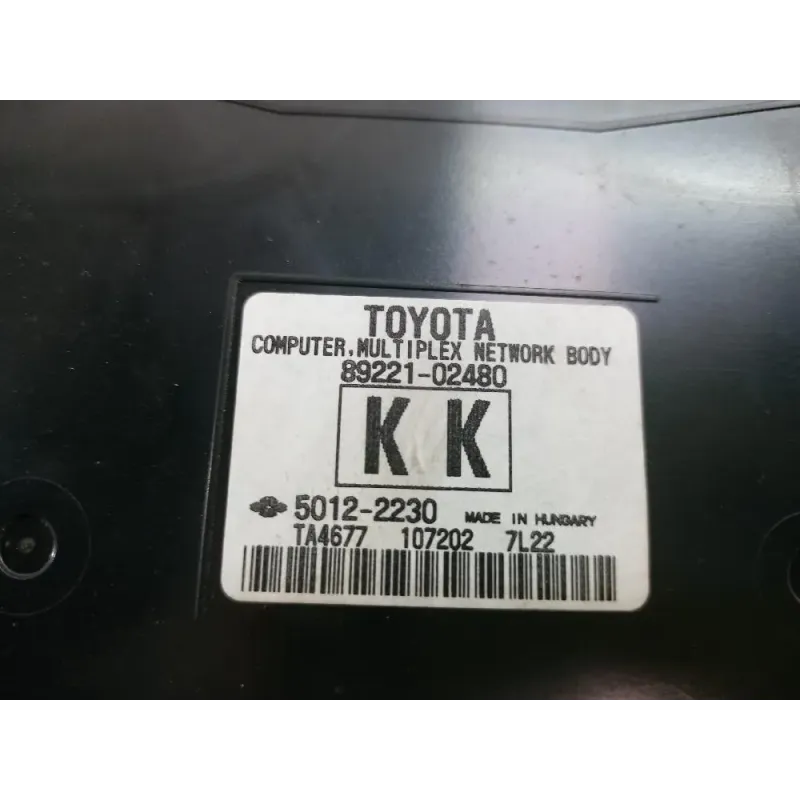 TOYOTA
COMPUTER, MULTIPLEX NETWORK BODY
89221-02480
K K
5012-2230 MADE IN HUNGARY
TA4677 107202 7L22